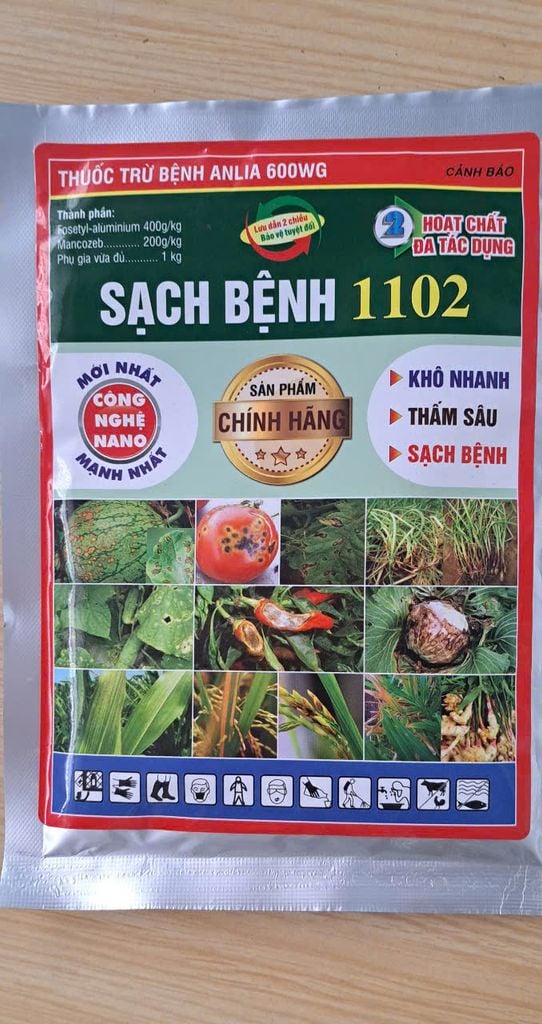 THUỐC TRỪ BỆNH ANLIA 600WG
CẢNH BÁO
Thành phần:
Fosetyl-aluminium 400g/kg
Mancozeb............ 200g/kg
Phụ gia vừa đủ........... 1 kg
Lưu dẫn 2 chiều
Bảo vệ tuyệt đối
2 HOẠT CHẤT
ĐA TÁC DỤNG
SẠCH BỆNH 1102
MỚI NHẤT
CÔNG
NGHỆ
NANO
MẠNH NHẤT
SẢN PHẨM
CHÍNH HÃNG
KHÔ NHANH
THẤM SÂU
SẠCH BỆNH